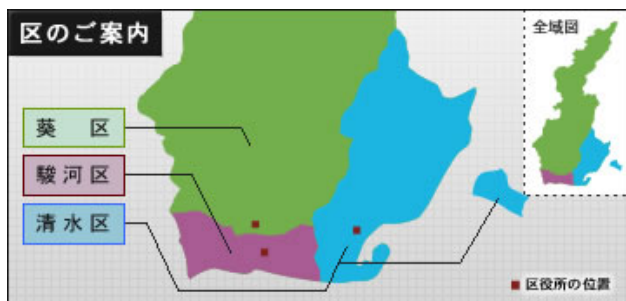 区のご案内
全域図
葵　区
駿河区
清水区
区役所の位置